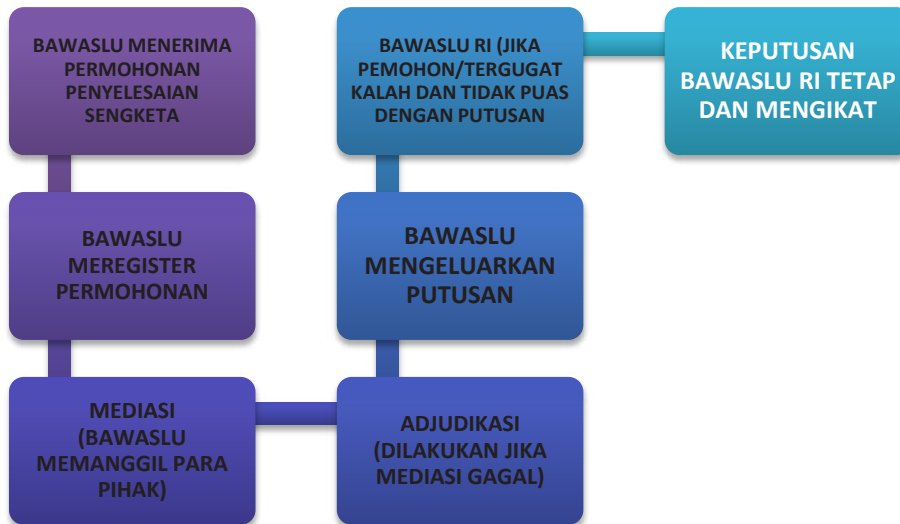 BAWASLU MENERIMA
PERMOHONAN
PENYELESAIAN
SENGKETA
BAWASLU
MEREGISTER
PERMOHONAN
MEDIASI
(BAWASLU
MEMANGGIL PARA
PIHAK)
ADJUDIKASI
(DILAKUKAN JIKA
MEDIASI GAGAL)
BAWASLU
MENGELUARKAN
PUTUSAN
BAWASLU RI (JIKA
PEMOHON/TERGUGAT
KALAH DAN TIDAK PUAS
DENGAN PUTUSAN
KEPUTUSAN
BAWASLU RI TETAP
DAN MENGIKAT